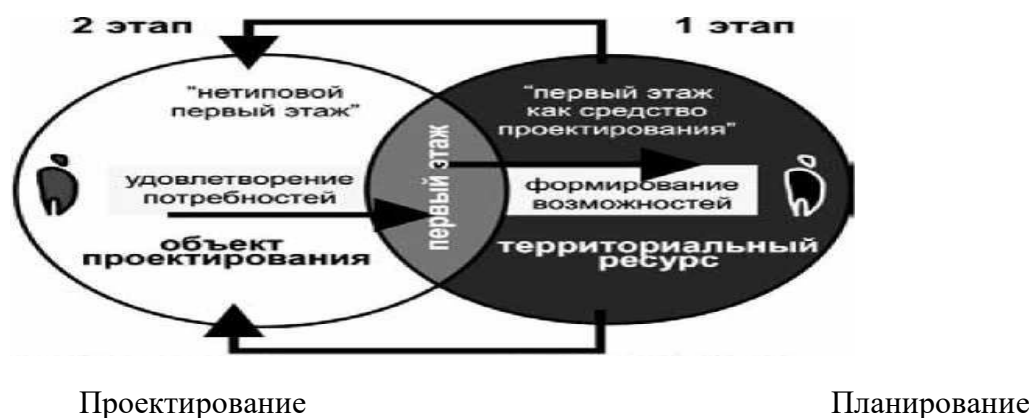 2 этап
1 этап
"нетиповой
первый этаж"
"первый этаж
как средство
проектирования"
первый этаж
удовлетворение
потребностей
формирование
возможностей
объект
проектирования
территориальный
ресурс
Проектирование
Планирование